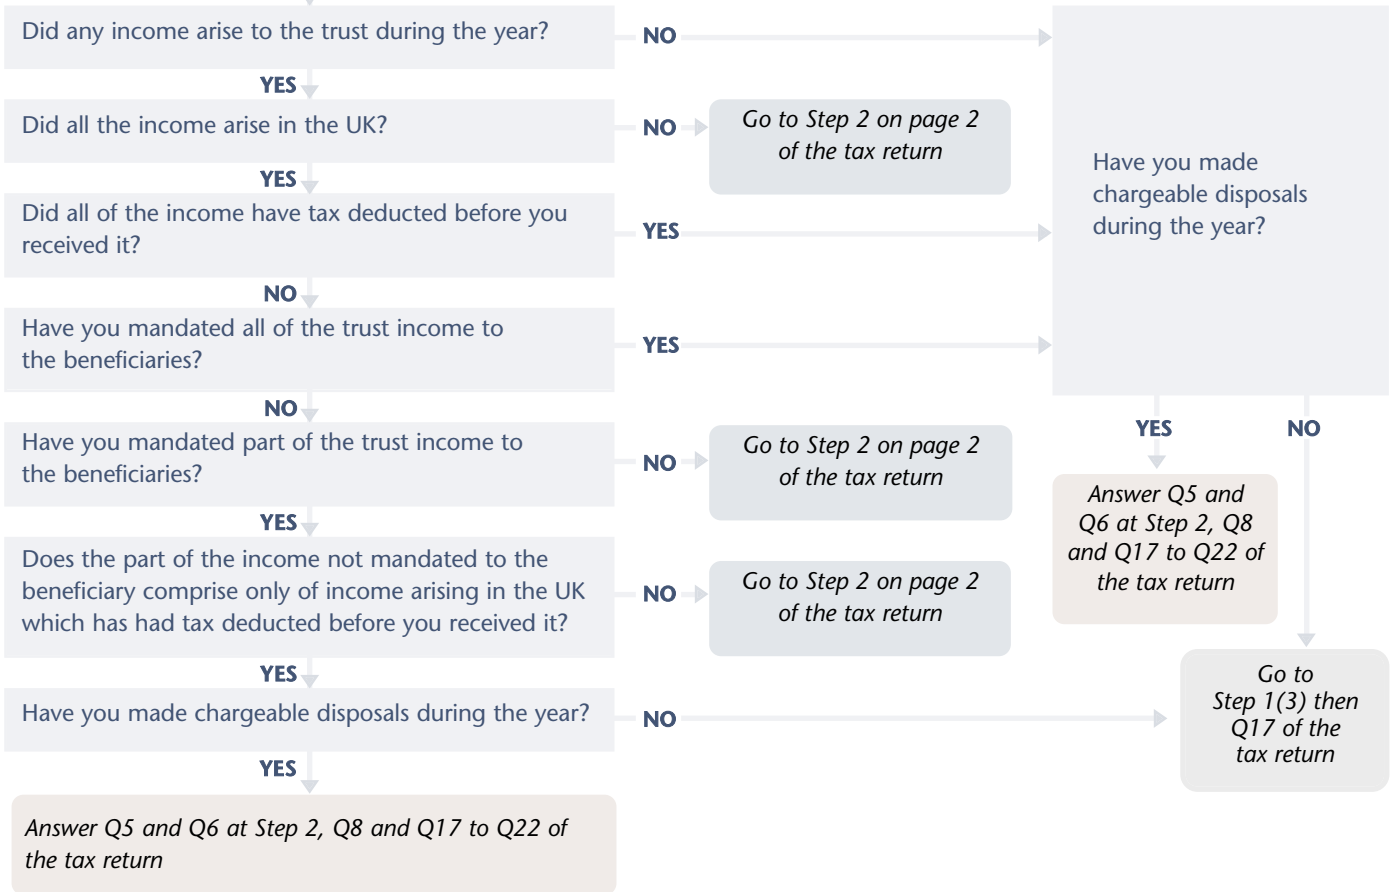 Did any income arise to the trust during the year?
NO
YES
Did all the income arise in the UK?
NO
Go to Step 2 on page 2
of the tax return
YES
Did all of the income have tax deducted before you
received it?
YES
NO
Have you mandated all of the trust income to
the beneficiaries?
YES
NO
Have you mandated part of the trust income to
the beneficiaries?
NO
Go to Step 2 on page 2
of the tax return
YES
Does the part of the income not mandated to the
beneficiary comprise only of income arising in the UK
which has had tax deducted before you received it?
NO
Go to Step 2 on page 2
of the tax return
YES
Have you made chargeable disposals during the year?
NO
YES
Answer Q5 and Q6 at Step 2, Q8 and Q17 to Q22 of
the tax return
Have you made
chargeable disposals
during the year?
YES
NO
Answer Q5 and
Q6 at Step 2, Q8
and Q17 to Q22 of
the tax return
Go to
Step 1(3) then
Q17 of the
tax return